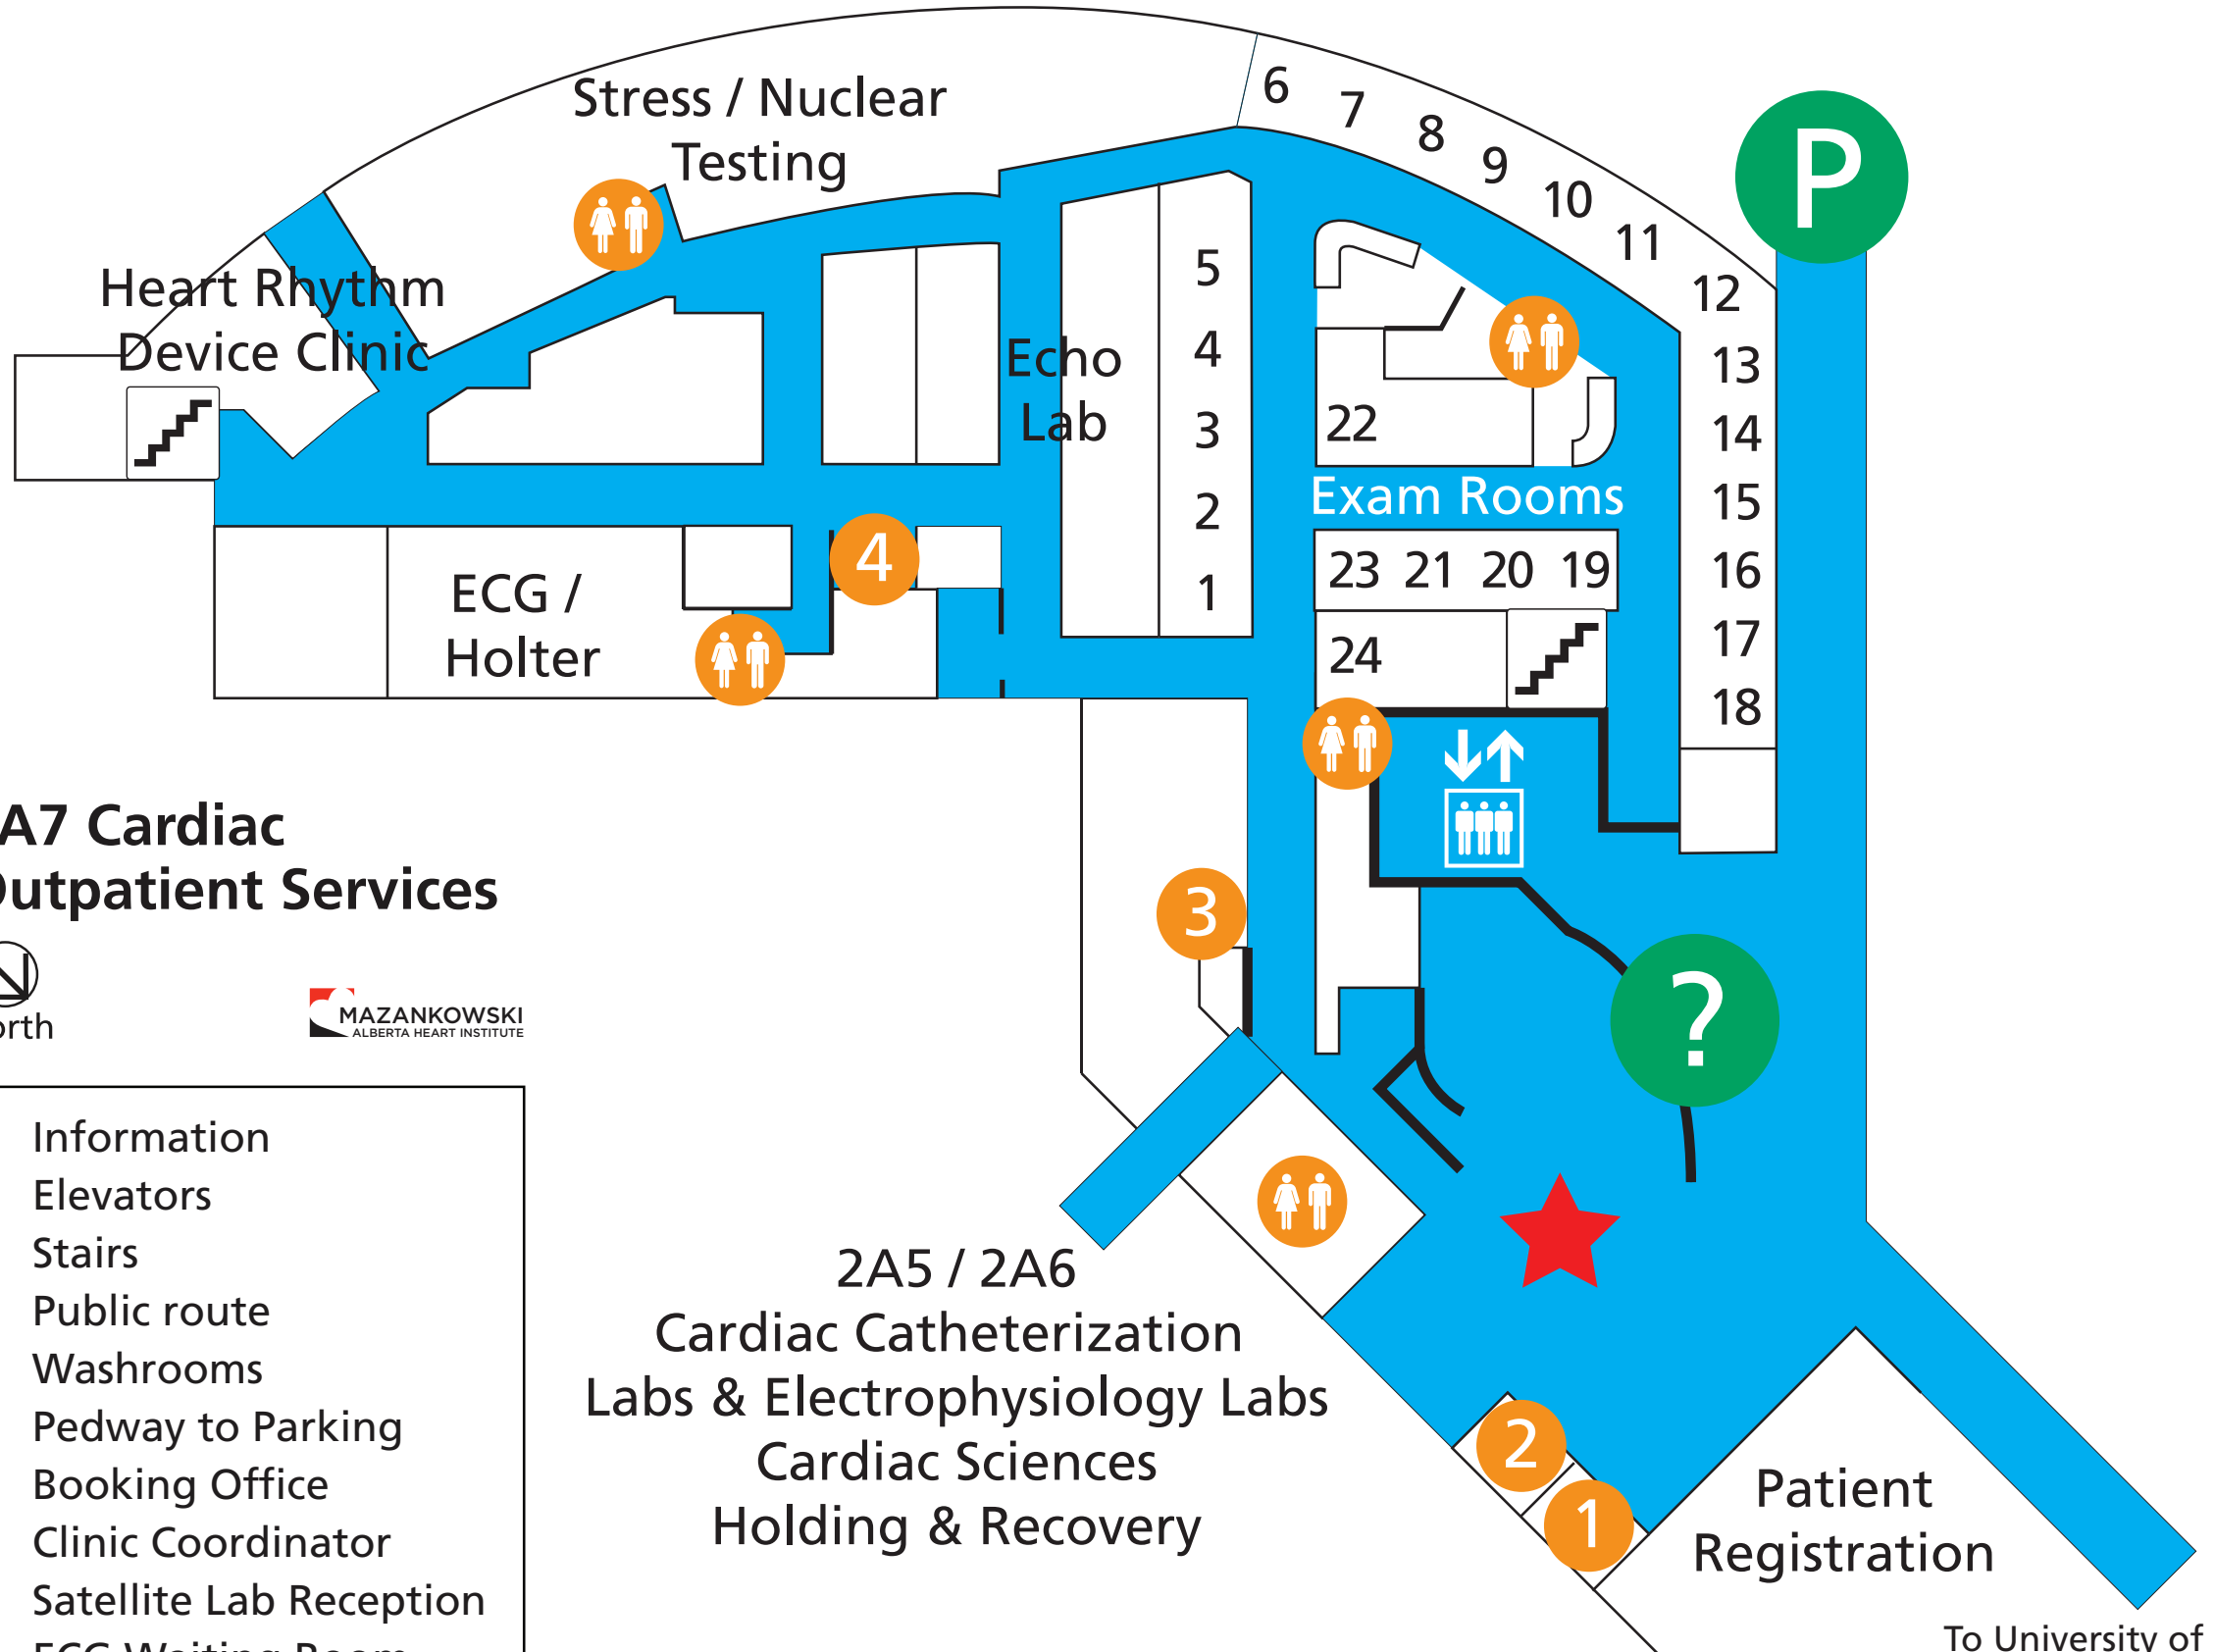 Stress / Nuclear
Testing
6
7
8
9
10
11
12
13
14
15
16
17
18
P
Heart Rhythm
Device Clinic
Echo
Lab
5
4
3
2
1
22
Exam Rooms
23 21 20 19
24
4
ECG /
Holter
A7 Cardiac
Outpatient Services
orth
MAZANKOWSKI
ALBERTA HEART INSTITUTE
3
?
Information
Elevators
Stairs
Public route
Washrooms
Pedway to Parking
Booking Office
Clinic Coordinator
Satellite Lab Reception
ECG Waiting Room
2A5 / 2A6
Cardiac Catheterization
Labs & Electrophysiology Labs
Cardiac Sciences
Holding & Recovery
2
1
Patient
Registration
To University of